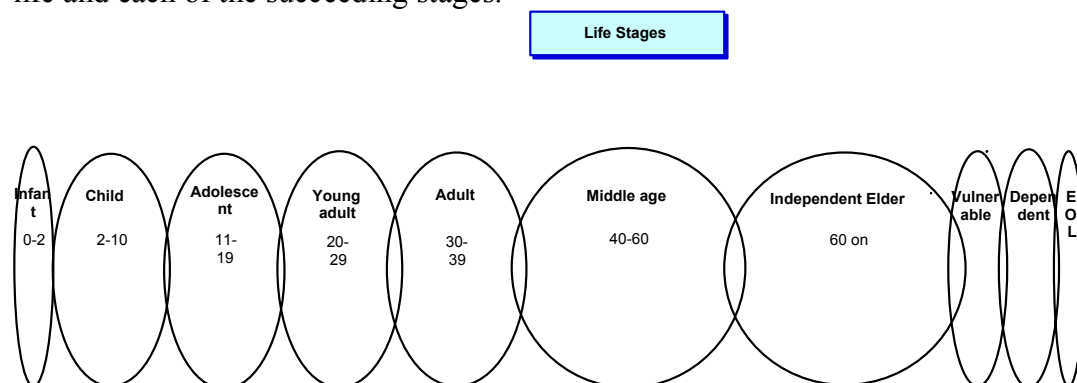 life and each of the succeeding stages.
Life Stages
Infan
t
0-2
Child
2-10
Adolesce
nt
11-
19
Young
adult
20-
29
Adult
30-
39
Middle age
40-60
Independent Elder
60 on
Vulner
able
Depen
dent
E
O
L